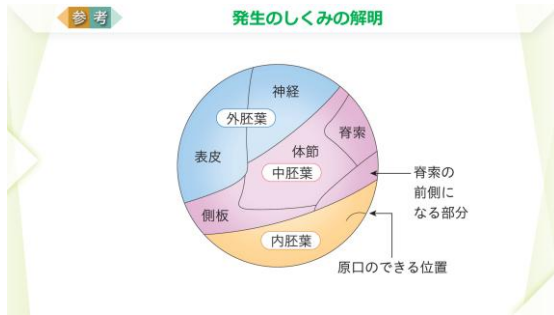 参考
発生のしくみの解明
神経
外胚葉
脊索
表皮
体節
中胚葉
脊索の
前側に
なる部分
側板
内胚葉
原口のできる位置